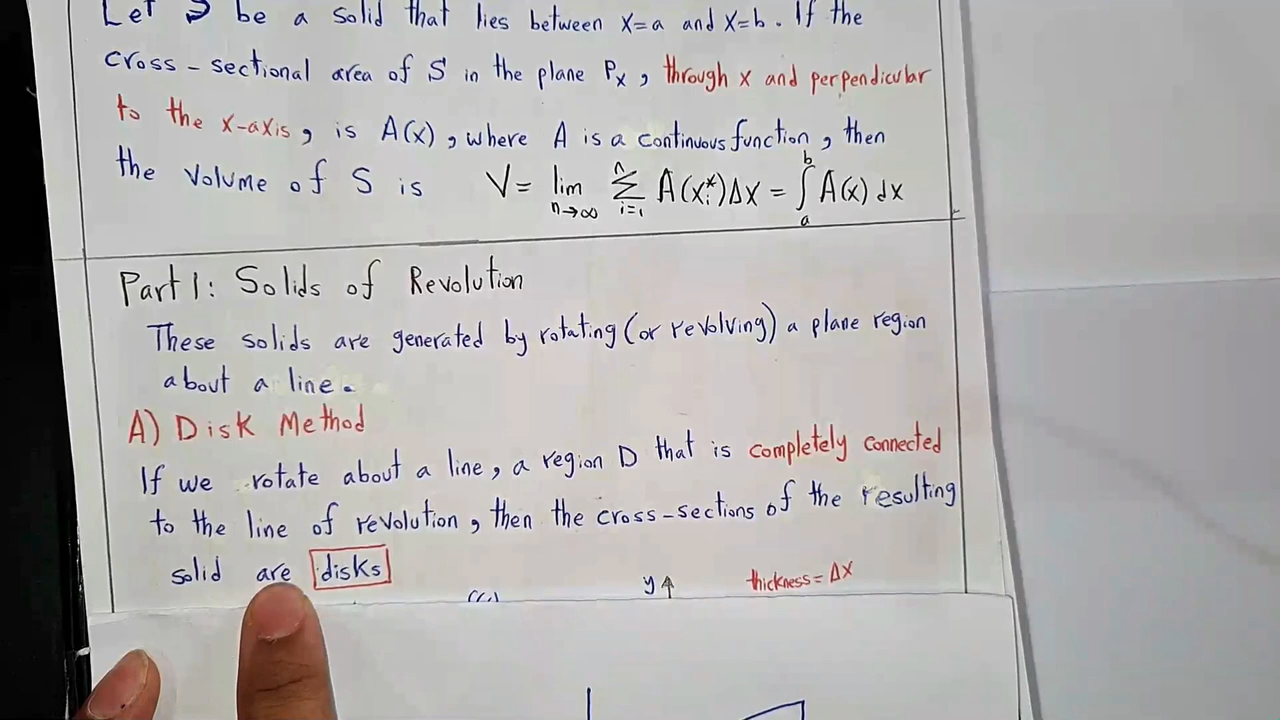 Let S be a solid that lies between x=a and x=b. If the
cross-sectional area of S in the plane Px, through x and perpendicular
to the x-axis, is A(x), where A is a continuous function, then
the volume of S is V = lim n→∞ n Σ i=1 A(xi*)Δx = b ∫ a A(x) dx
Part 1: Solids of Revolution
These solids are generated by rotating (or revolving) a plane region
about a line.
A) Disk Method
If we rotate about a line, a region D that is completely connected
to the line of revolution, then the cross-sections of the resulting
solid are disks
y thickness = Δx